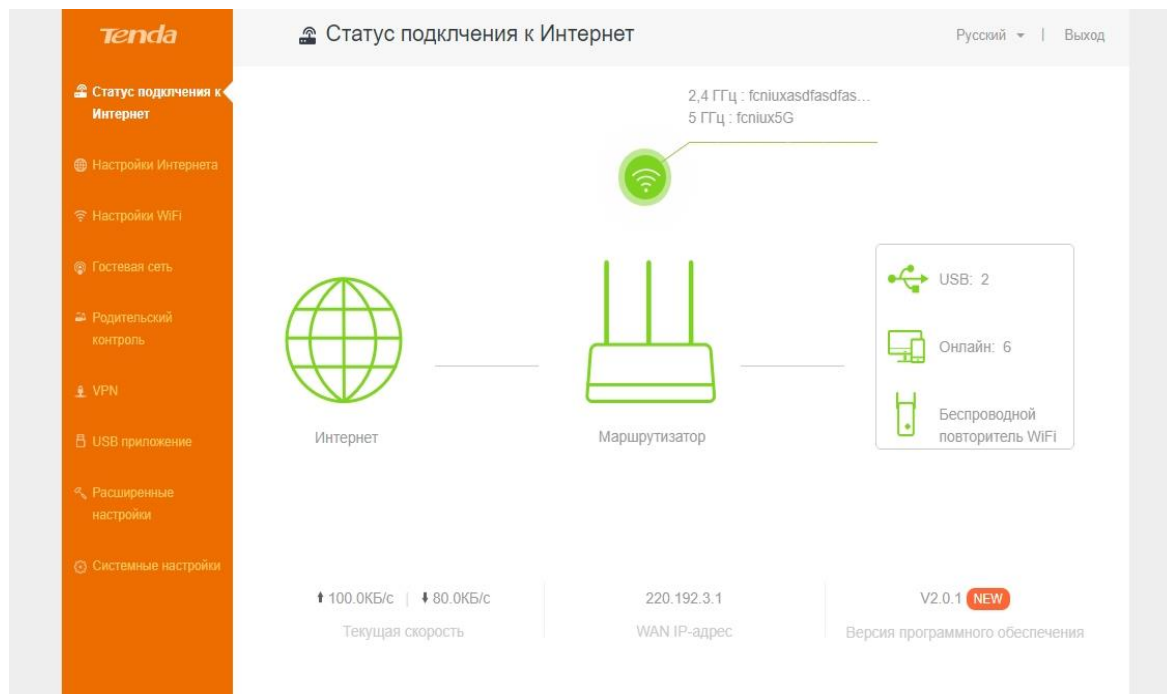 Tenda
Статус подклчения к Интернет
Русский | Выход
Статус подклчения к
Интернет
Настройки Интернета
Настройки WiFi
Гостевая сеть
Родительский
контроль
VPN
USB приложение
Расширенные
настройки
Системные настройки
2,4 ГГц : fcniuxasdfasdfas...
5 ГГц : fcniux5G
USB: 2
Онлайн: 6
Беспроводной
повторитель WiFi
Интернет
Маршрутизатор
100.0КБ/с | 80.0КБ/с
Текущая скорость
220.192.3.1
WAN IP-адрес
V2.0.1 NEW
Версия программного обеспечения